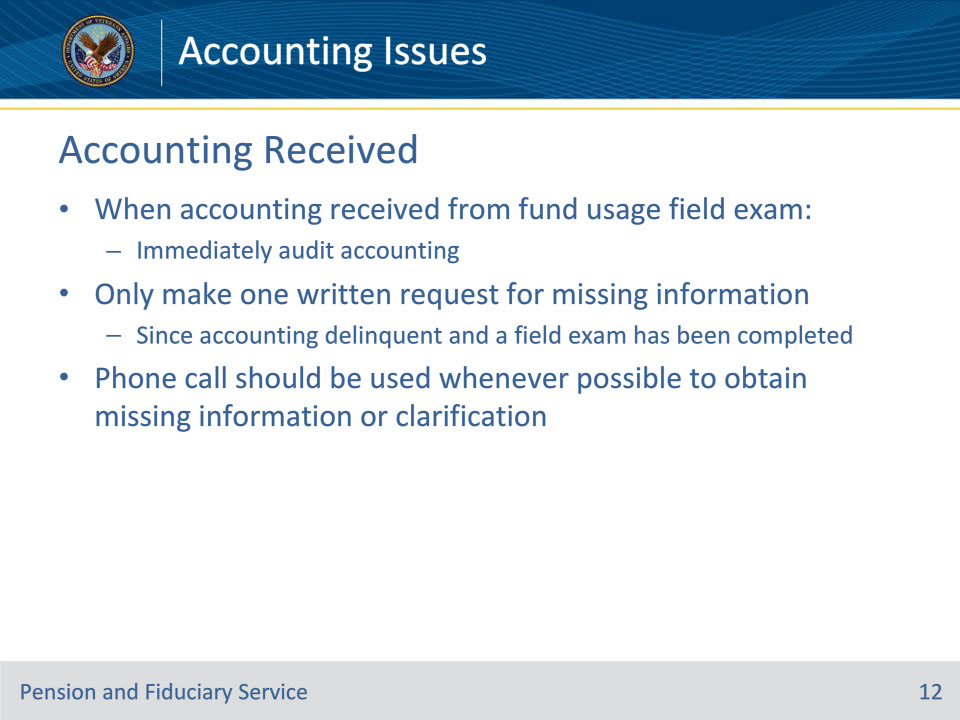 Accounting Issues
Accounting Received
• When accounting received from fund usage field exam:
– Immediately audit accounting
• Only make one written request for missing information
– Since accounting delinquent and a field exam has been completed
• Phone call should be used whenever possible to obtain
missing information or clarification
Pension and Fiduciary Service
12